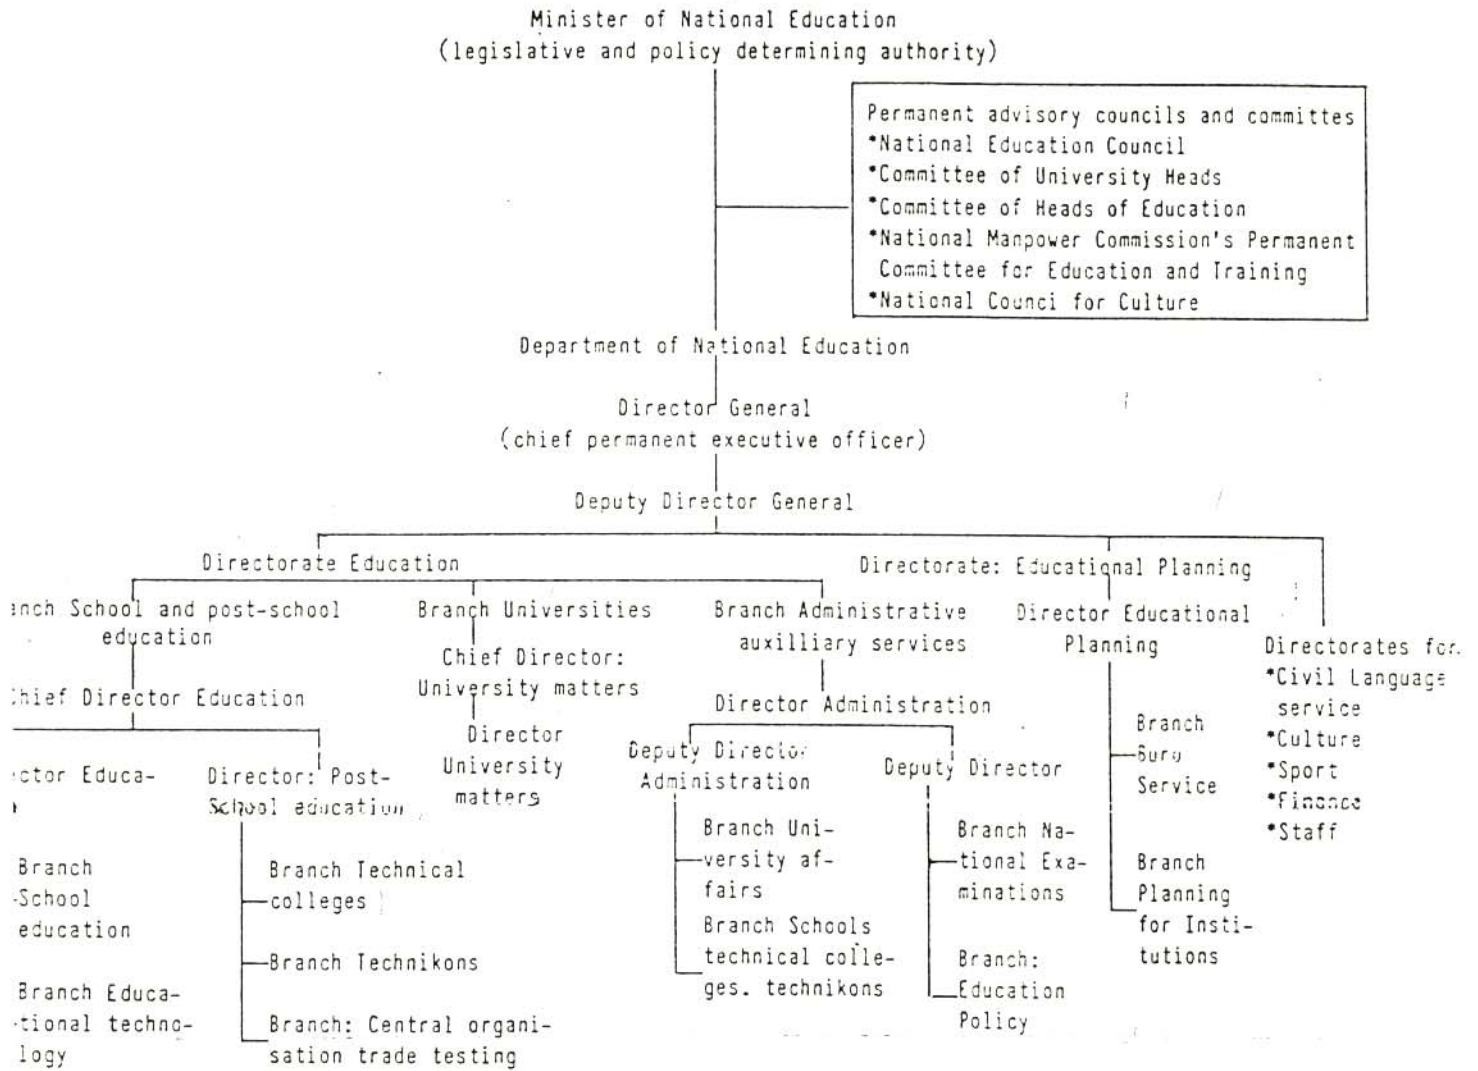 Minister of National Education
(legislative and policy determining authority)
Permanent advisory councils and committes
*National Education Council
*Committee of University Heads
*Committee of Heads of Education
*National Manpower Commission's Permanent
Committee for Education and Training
*National Counci for Culture
Department of National Education
Director General
(chief permanent executive officer)
Deputy Director General
Directorate Education
Directorate: Educational Planning
anch School and post-school
education
Branch Universities
Branch Administrative
auxilliary services
Director Educational
Planning
Directorates for
*Civil Language
service
*Culture
*Sport
*Finance
*Staff
Chief Director Education
Chief Director:
University matters
Director Administration
Director
University
matters
ctor Educa-
Director: Post-
School education
Branch
-School
education
Branch Educa-
tional techno-
logy
Branch Technical
colleges
Branch Technikons
Branch: Central organi-
sation trade testing
Deputy Director
Administration
Branch Uni-
versity af-
fairs
Branch Schools
technical colle-
ges. technikons
Deputy Director
Branch Na-
tional Exa-
minations
Branch:
Education
Policy
Branch
Buro
Service
Branch
Planning
for Insti-
tutions